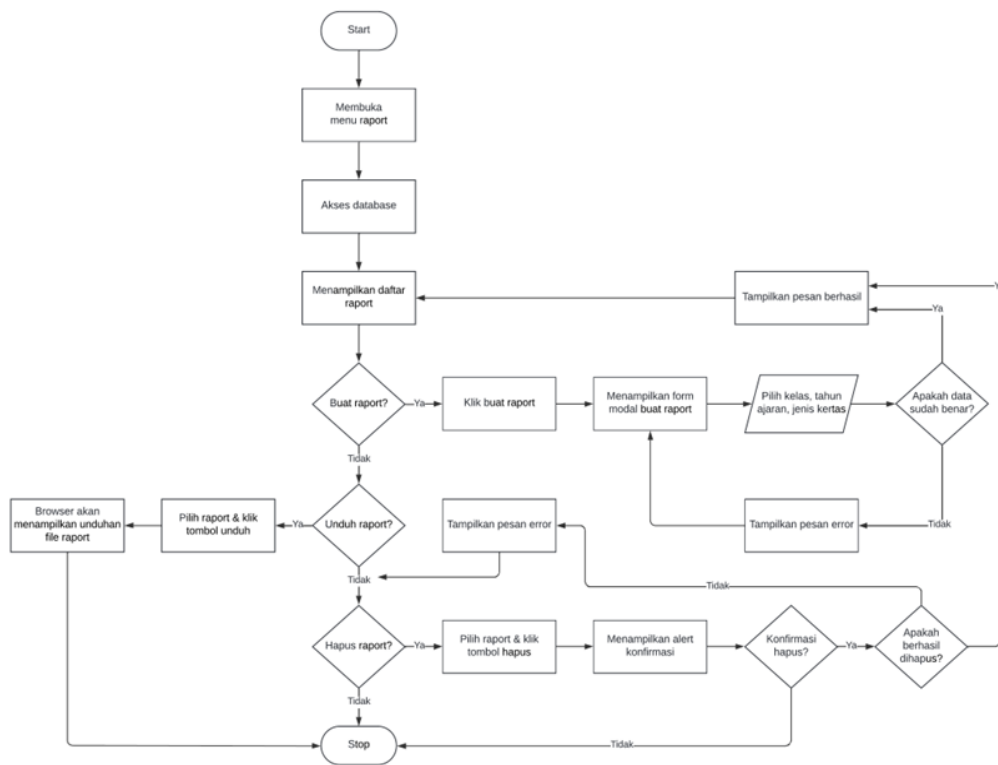 Start
Membuka
menu raport
Akses database
Menampilkan daftar
raport
Tampilkan pesan berhasil
Y
Ya
Buat raport?
Ya
Klik buat raport
Menampilkan form
modal buat raport
Pilih kelas, tahun
ajaran, jenis kertas
Apakah data
sudah benar?
Tidak
Browser akan
menampilkan unduhan
file raport
Pilih raport & klik
tombol unduh
Ya
Unduh raport?
Tampilkan pesan error
Tampilkan pesan error
Tidak
Tidak
Tidak
Hapus raport?
Ya
Pilih raport & klik
tombol hapus
Menampilkan alert
konfirmasi
Konfirmasi
hapus?
Ya
Apakah
berhasil
dihapus?
Tidak
Stop
Tidak